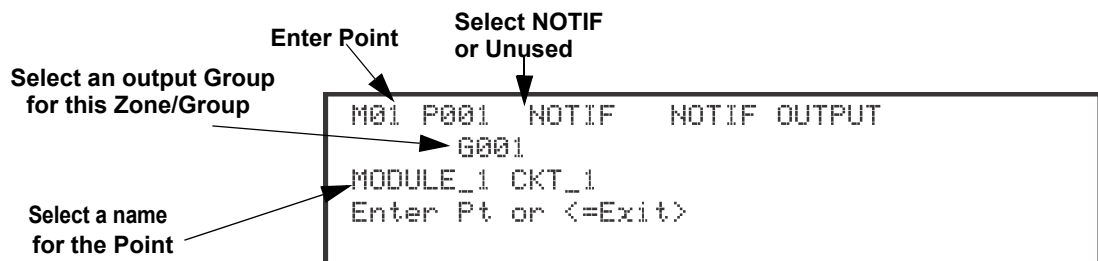 Select NOTIF
or Unused
Enter Point
Select an output Group
for this Zone/Group
M01 P001 NOTIF NOTIF OUTPUT
G001
MODULE_1 CKT_1
Enter Pt or <=Exit>
Select a name
for the Point